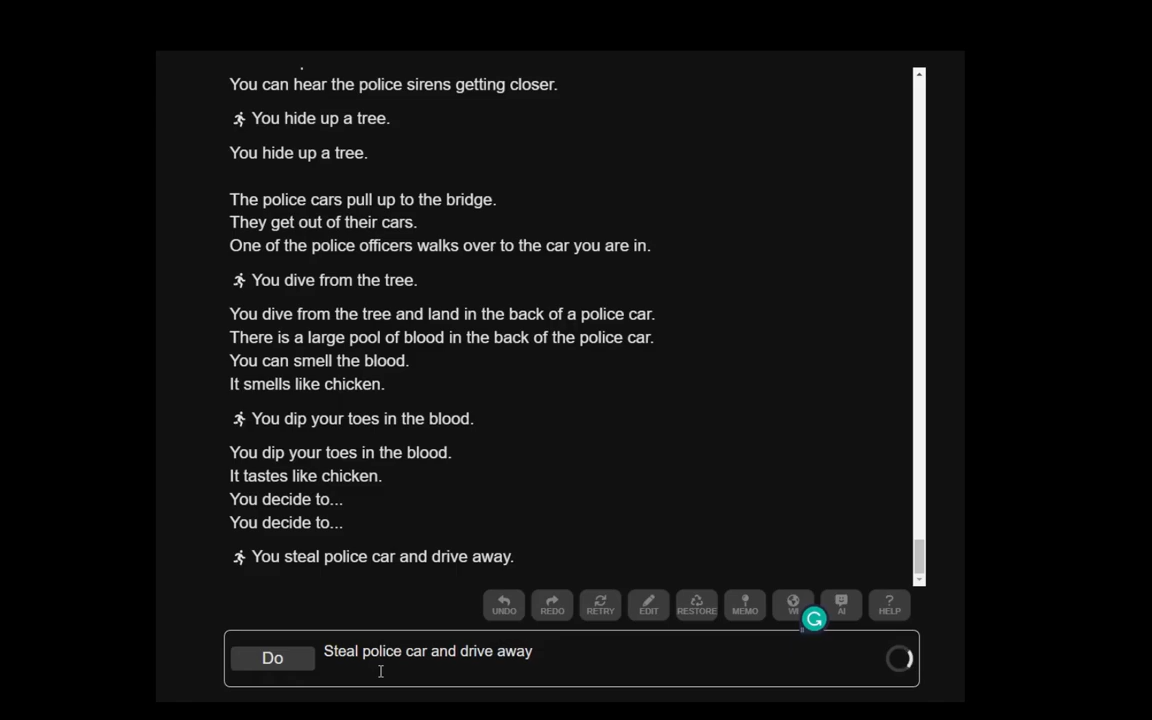 You can hear the police sirens getting closer.
You hide up a tree.
You hide up a tree.
The police cars pull up to the bridge.
They get out of their cars.
One of the police officers walks over to the car you are in.
You dive from the tree.
You dive from the tree and land in the back of a police car.
There is a large pool of blood in the back of the police car.
You can smell the blood.
It smells like chicken.
You dip your toes in the blood.
You dip your toes in the blood.
It tastes like chicken.
You decide to...
You decide to...
You steal police car and drive away.
UNDO REDO RETRY EDIT RESTORE MEMO WI AI HELP
Do Steal police car and drive away